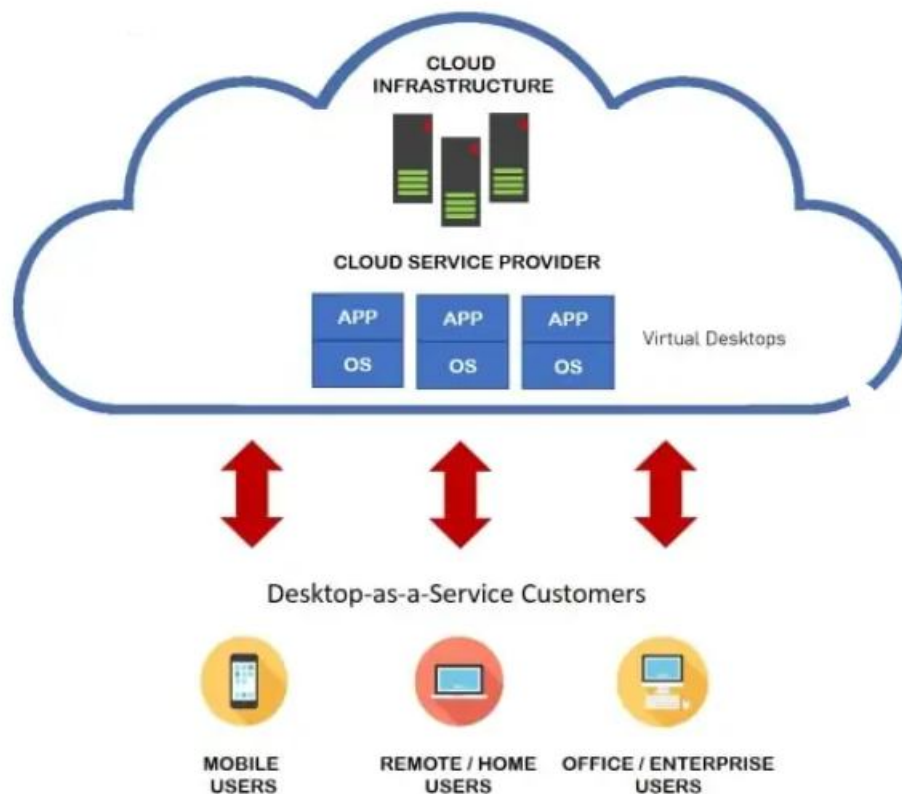 CLOUD
INFRASTRUCTURE
CLOUD SERVICE PROVIDER
APP APP APP
OS OS OS
Virtual Desktops
Desktop-as-a-Service Customers
MOBILE
USERS
REMOTE / HOME
USERS
OFFICE / ENTERPRISE
USERS